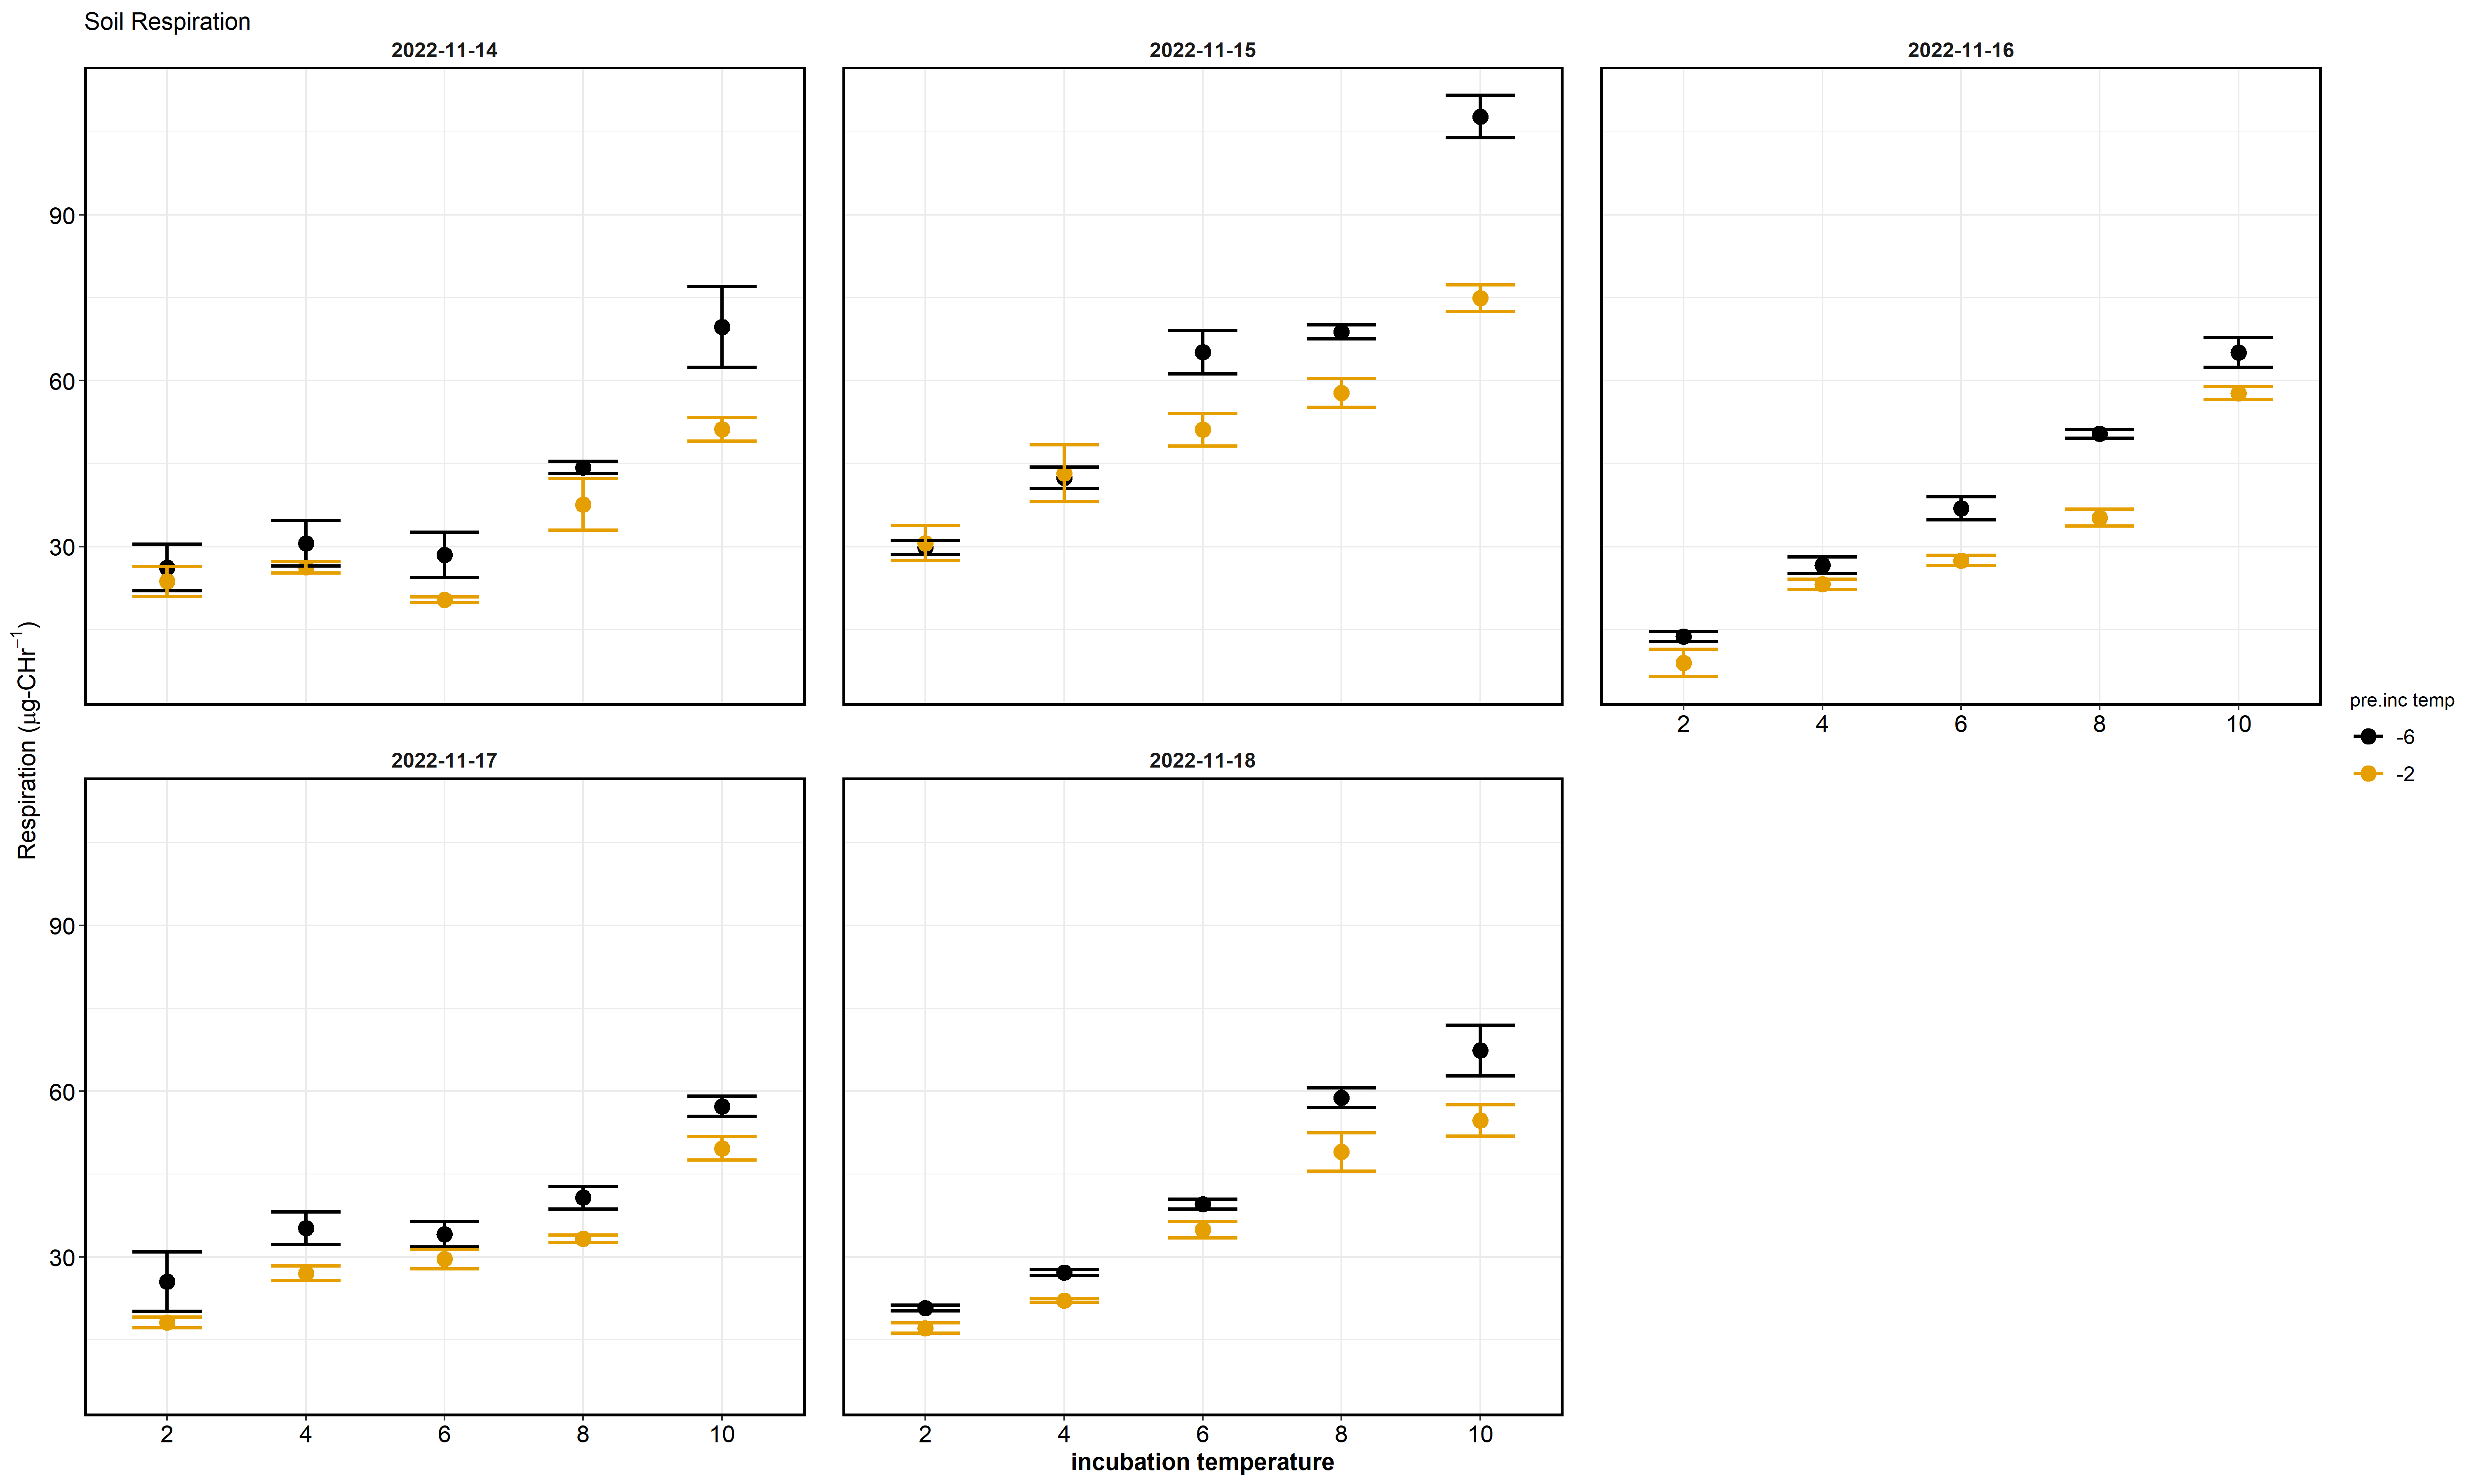 Soil Respiration
2022-11-14
2022-11-15
2022-11-16
90
60
30
2 4 6 8 10
Respiration (μg-CHr⁻¹)
pre.inc temp
-6
-2
2022-11-17
2022-11-18
90
60
30
2 4 6 8 10
2 4 6 8 10
incubation temperature